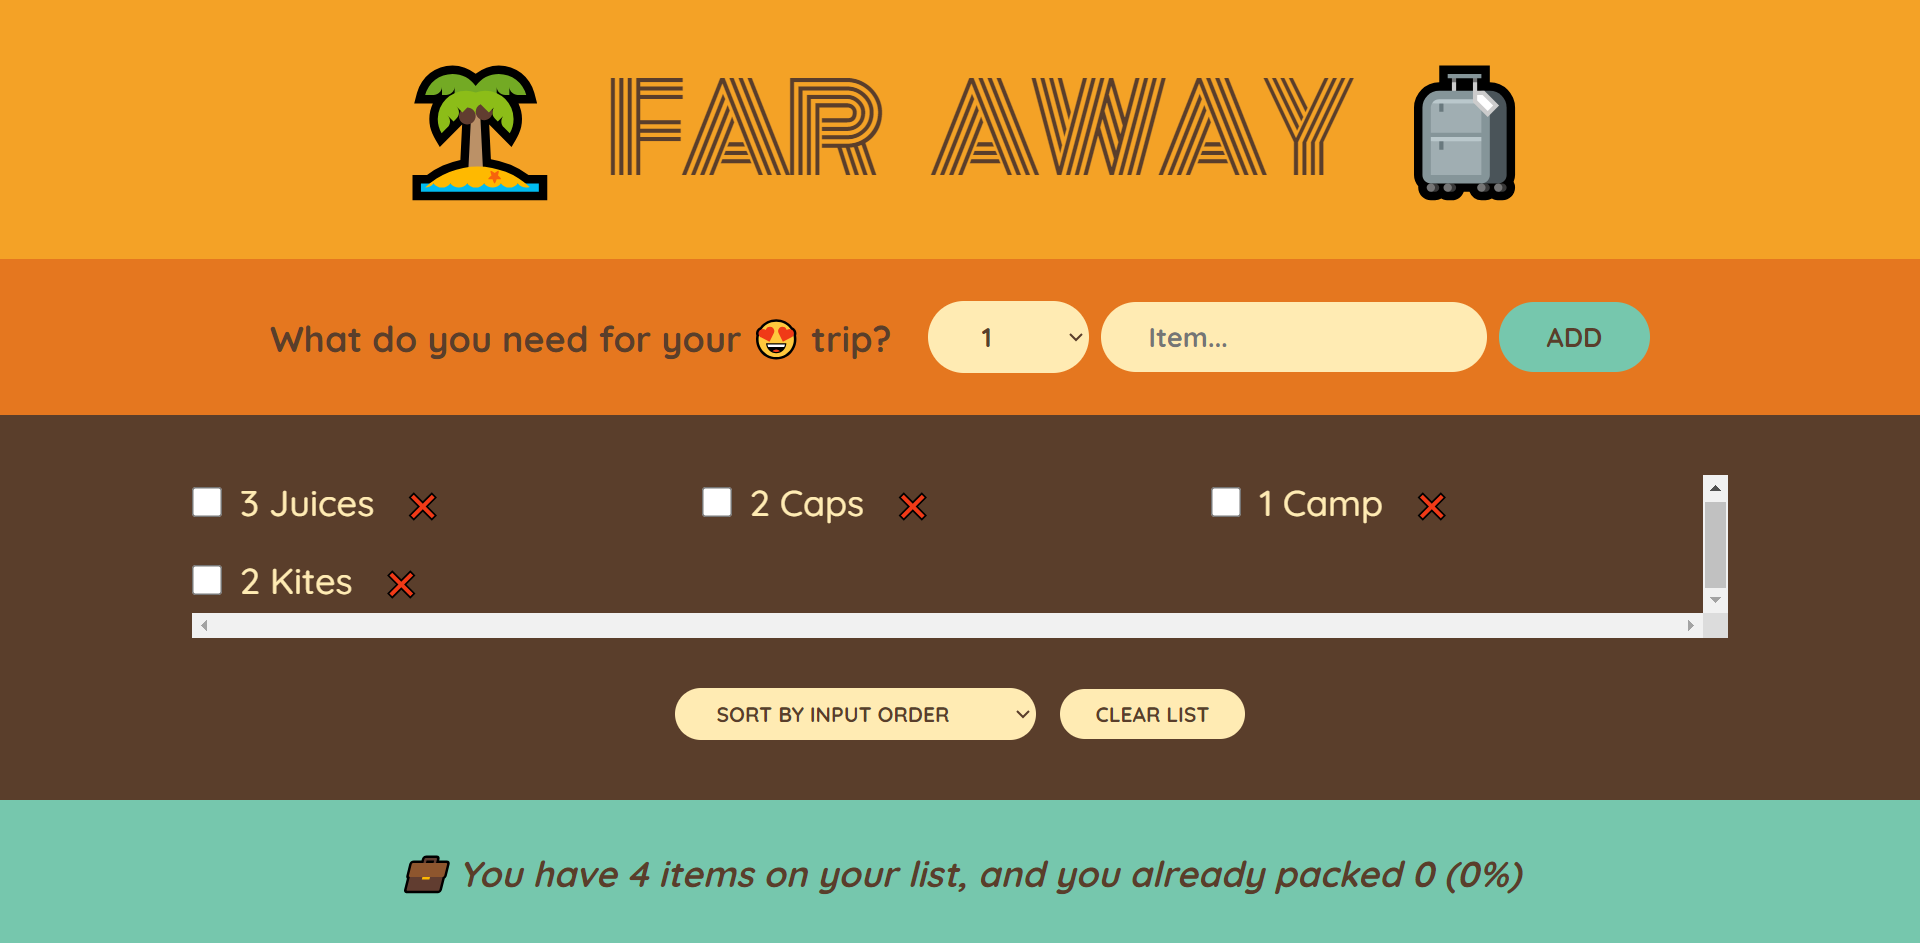 FAR AWAY
What do you need for your 😍 trip? 1 Item... ADD
3 Juices ❌ 2 Caps ❌ 1 Camp ❌
2 Kites ❌
SORT BY INPUT ORDER CLEAR LIST
💼 You have 4 items on your list, and you already packed 0 (0%)